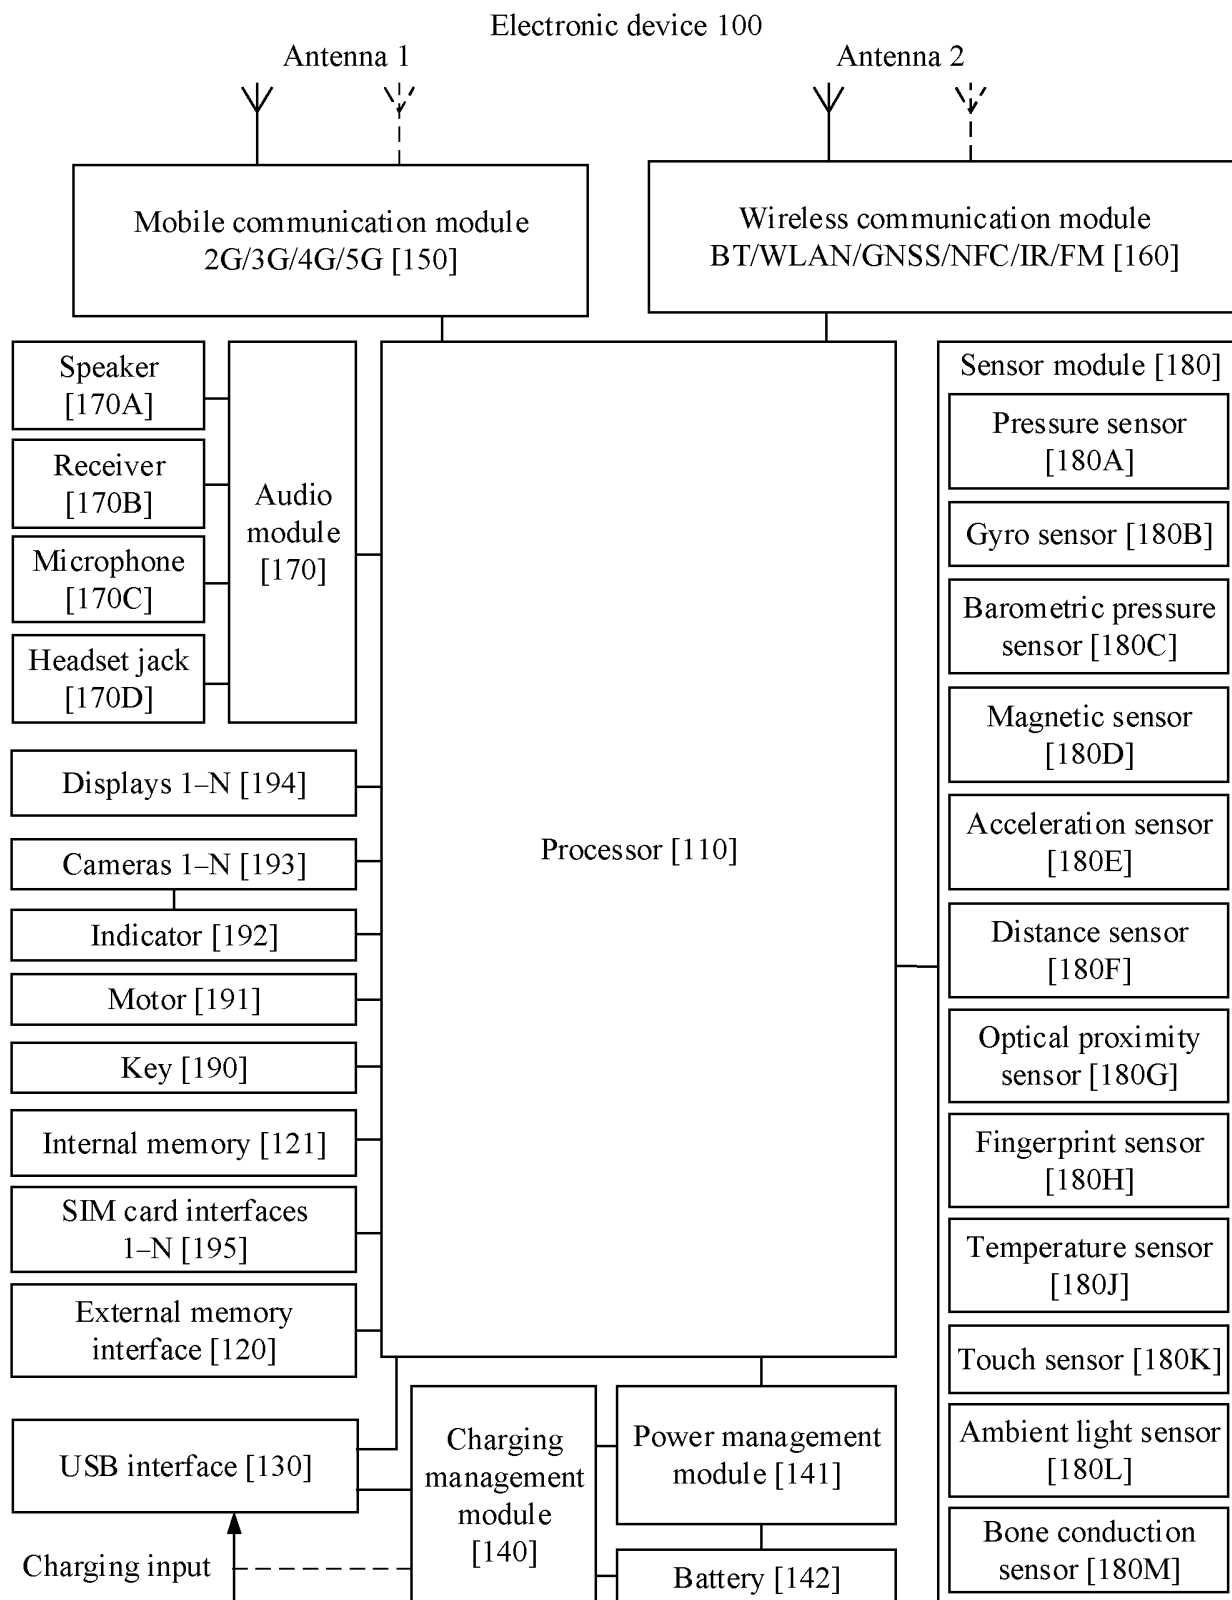 Electronic device 100
Antenna 1
Antenna 2
Mobile communication module
2G/3G/4G/5G [150]
Wireless communication module
BT/WLAN/GNSS/NFC/IR/FM [160]
Speaker
[170A]
Receiver
[170B]
Microphone
[170C]
Headset jack
[170D]
Audio
module
[170]
Displays 1–N [194]
Cameras 1–N [193]
Indicator [192]
Motor [191]
Key [190]
Internal memory [121]
SIM card interfaces
1–N [195]
External memory
interface [120]
USB interface [130]
Charging input
Processor [110]
Charging
management
module
[140]
Power management
module [141]
Battery [142]
Sensor module [180]
Pressure sensor
[180A]
Gyro sensor [180B]
Barometric pressure
sensor [180C]
Magnetic sensor
[180D]
Acceleration sensor
[180E]
Distance sensor
[180F]
Optical proximity
sensor [180G]
Fingerprint sensor
[180H]
Temperature sensor
[180J]
Touch sensor [180K]
Ambient light sensor
[180L]
Bone conduction
sensor [180M]